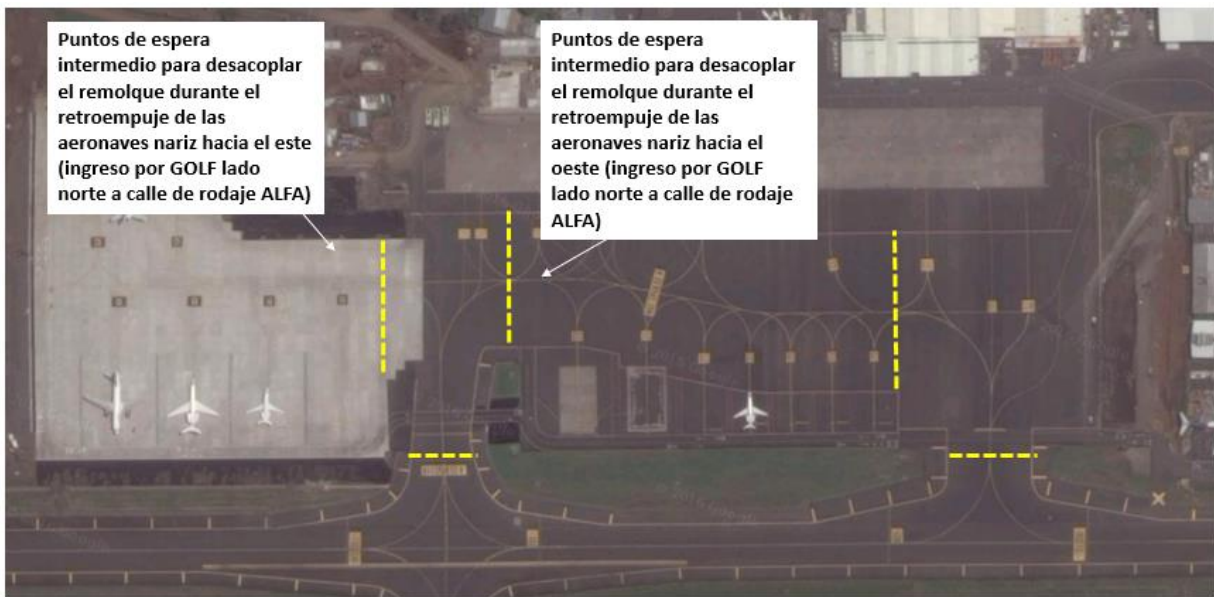 Puntos de espera
intermedio para desacoplar
el remolque durante el
retroempuje de las
aeronaves nariz hacia el este
(ingreso por GOLF lado
norte a calle de rodaje ALFA)
Puntos de espera
intermedio para desacoplar
el remolque durante el
retroempuje de las
aeronaves nariz hacia el
oeste (ingreso por GOLF
lado norte a calle de rodaje
ALFA)